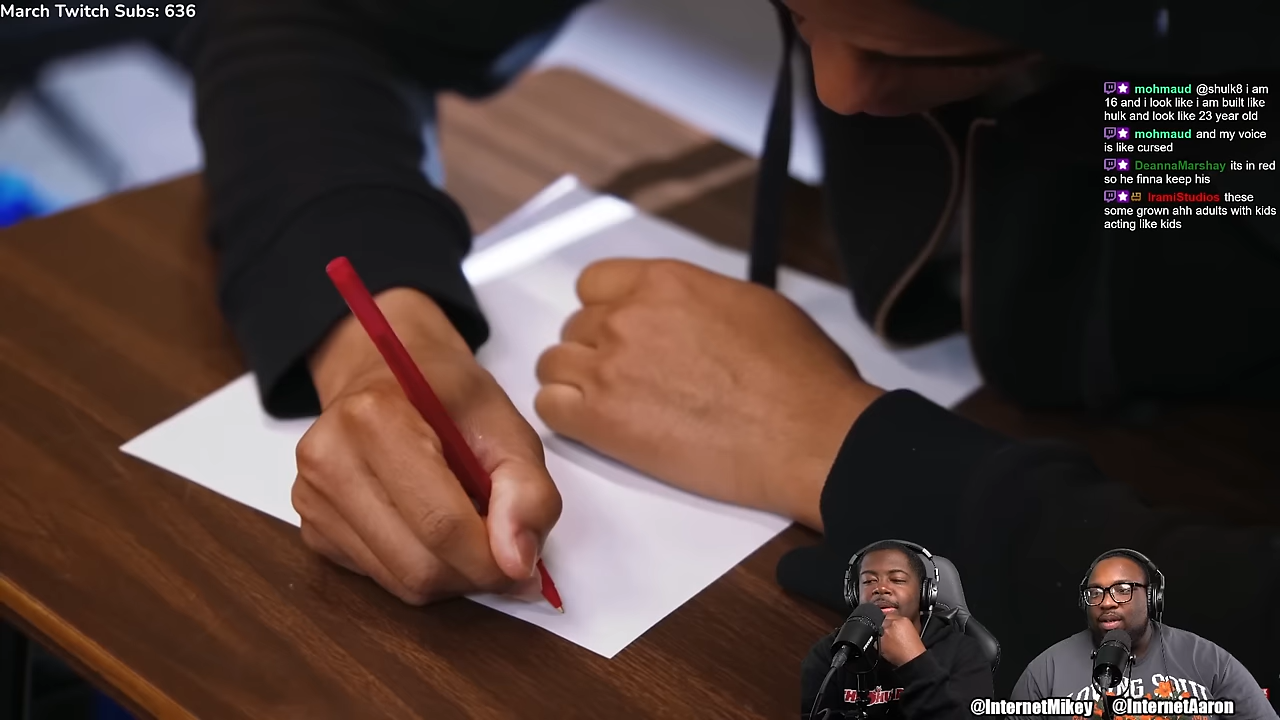 March Twitch Subs: 636
mohmaud @shulk8 i am
16 and i look like i am built like
hulk and look like 23 year old
mohmaud and my voice
is like cursed
DeannaMarshay its in red
so he finna keep his
IramiStudios these
some grown ahh adults with kids
acting like kids
@InternetMikey
@InternetAaron